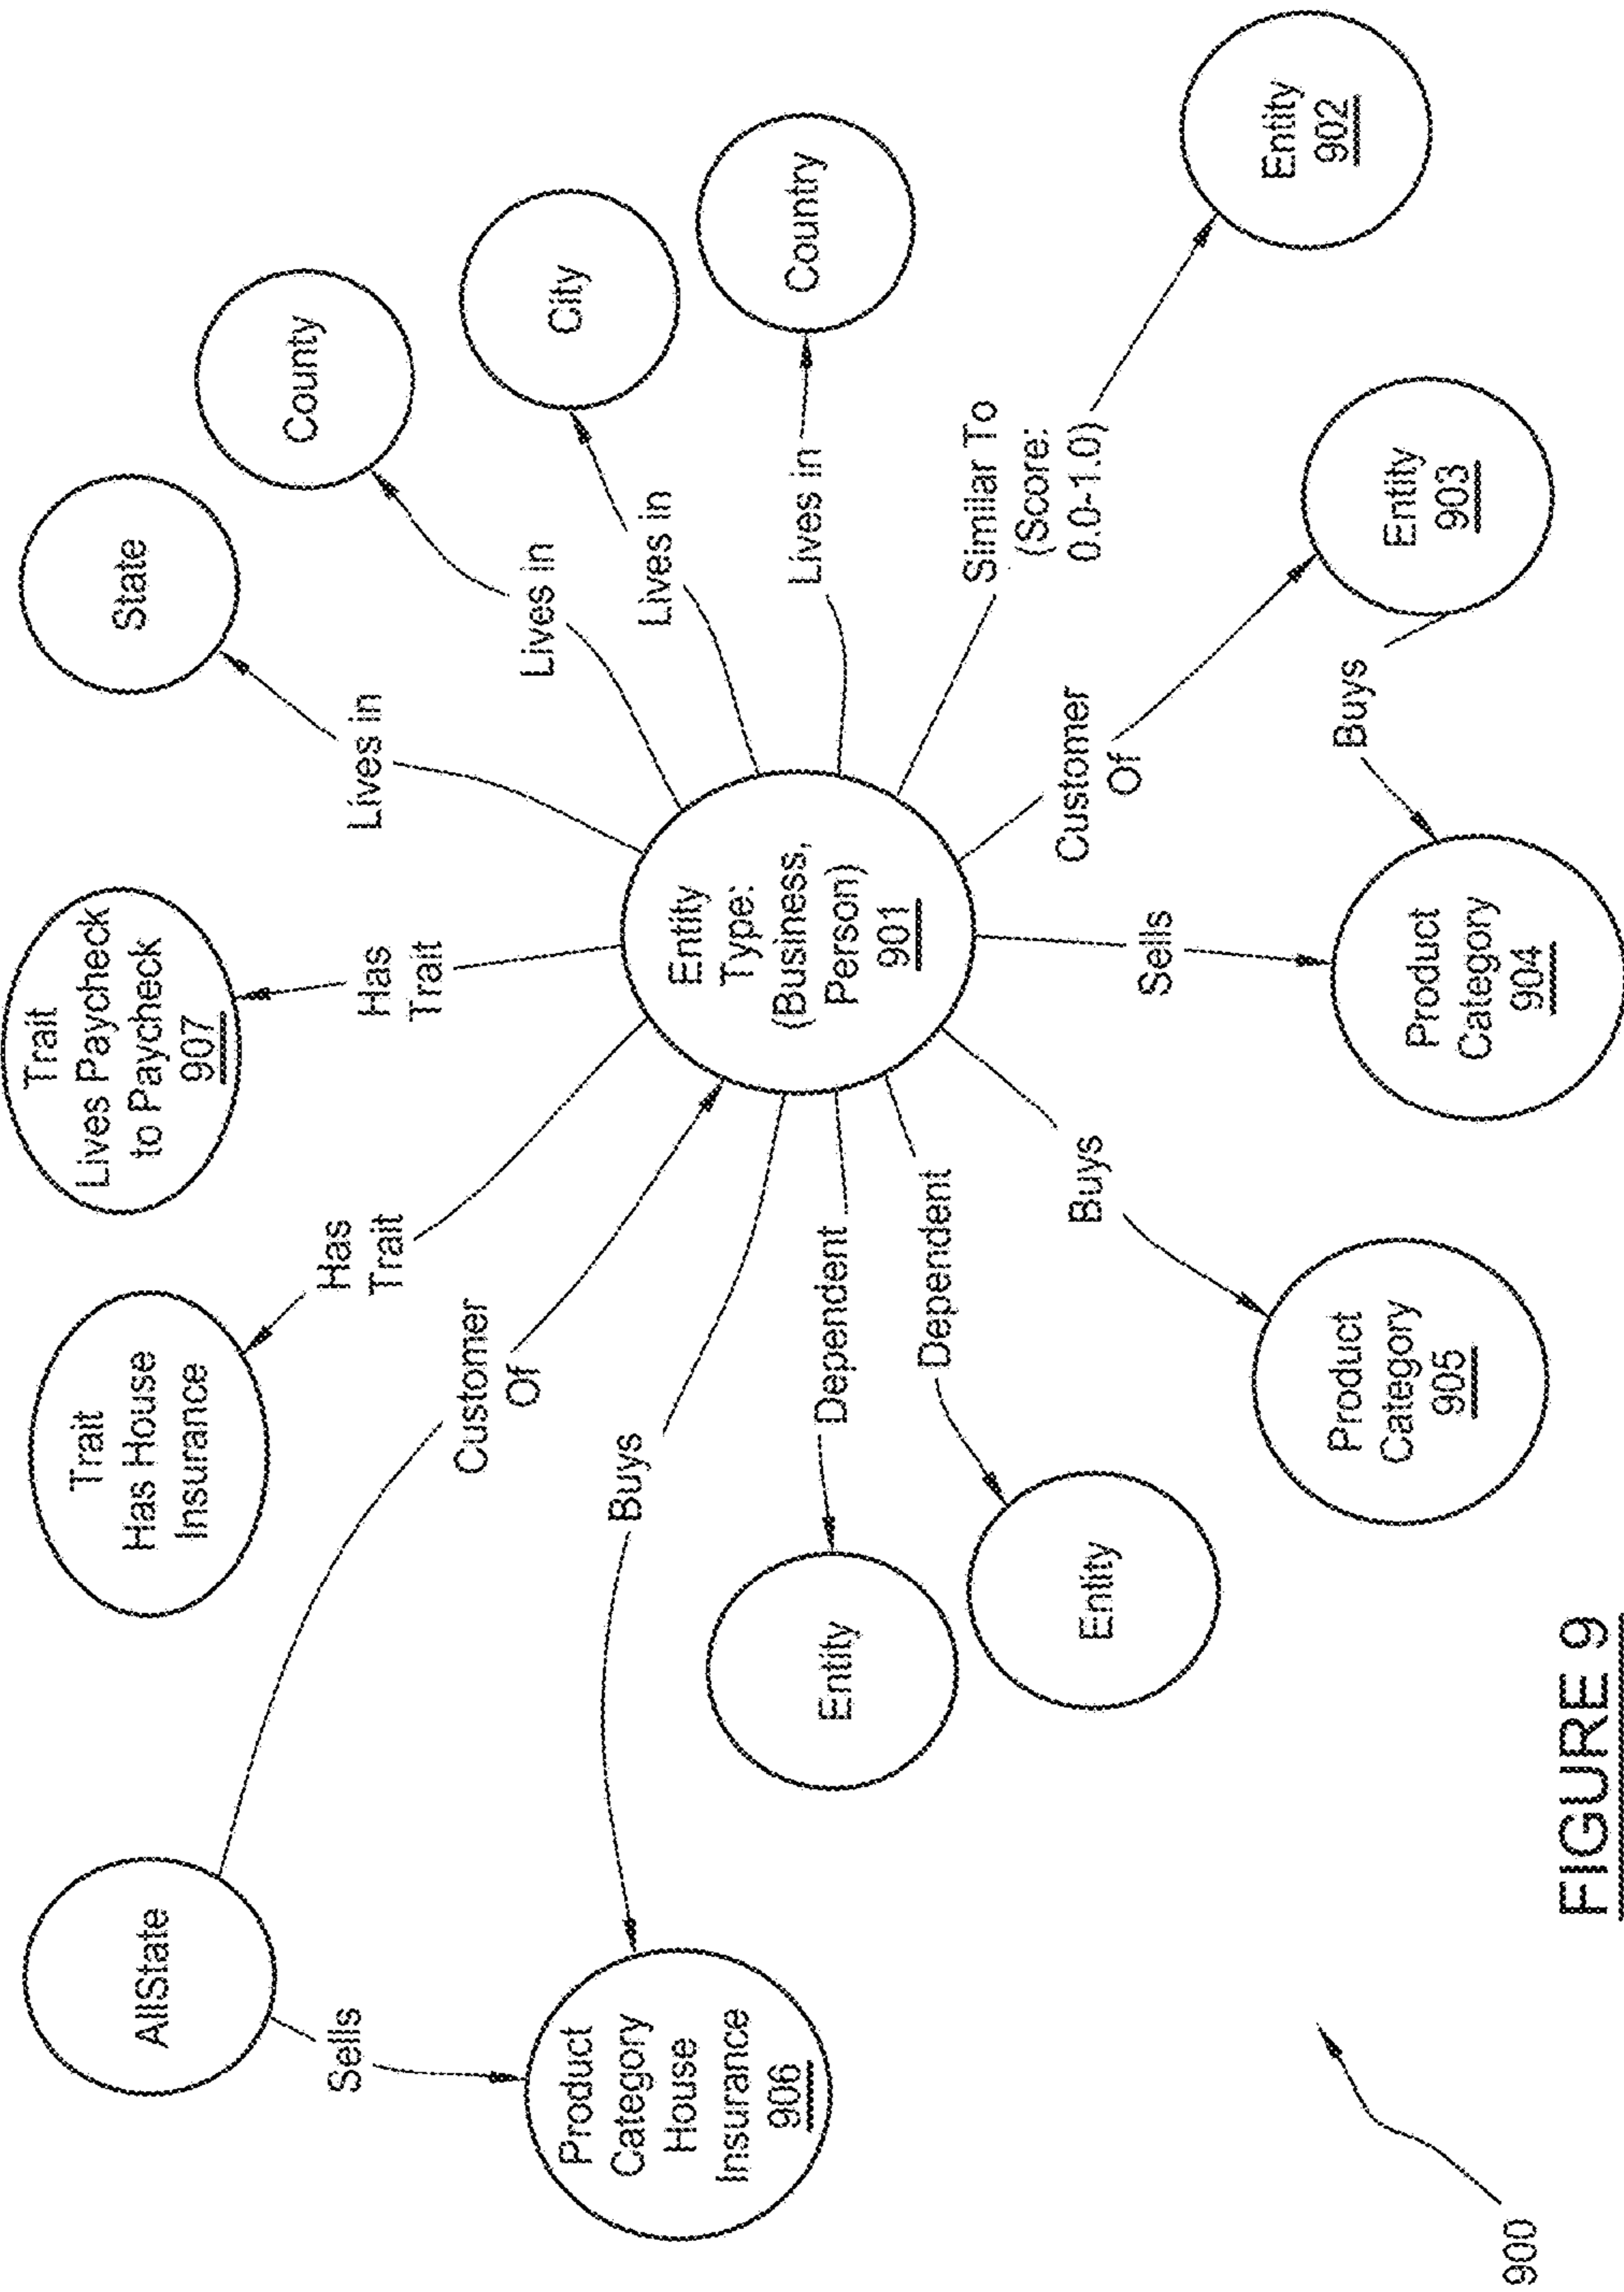 AllState
Sells
Product
Category
House
Insurance
906
Trait
Has House
Insurance
Has
Trait
Customer
Of
Buys
Trait
Lives Paycheck
to Paycheck
907
Has
Trait
State
Lives in
County
Lives in
City
Lives in
Country
Lives in
Entity
Type:
(Business,
Person)
901
Similar To
(Score:
0.0-1.0)
Entity
902
Customer
Of
Entity
903
Buys
Sells
Product
Category
904
Buys
Product
Category
905
Dependent
Entity
Dependent
Entity
900
FIGURE 9